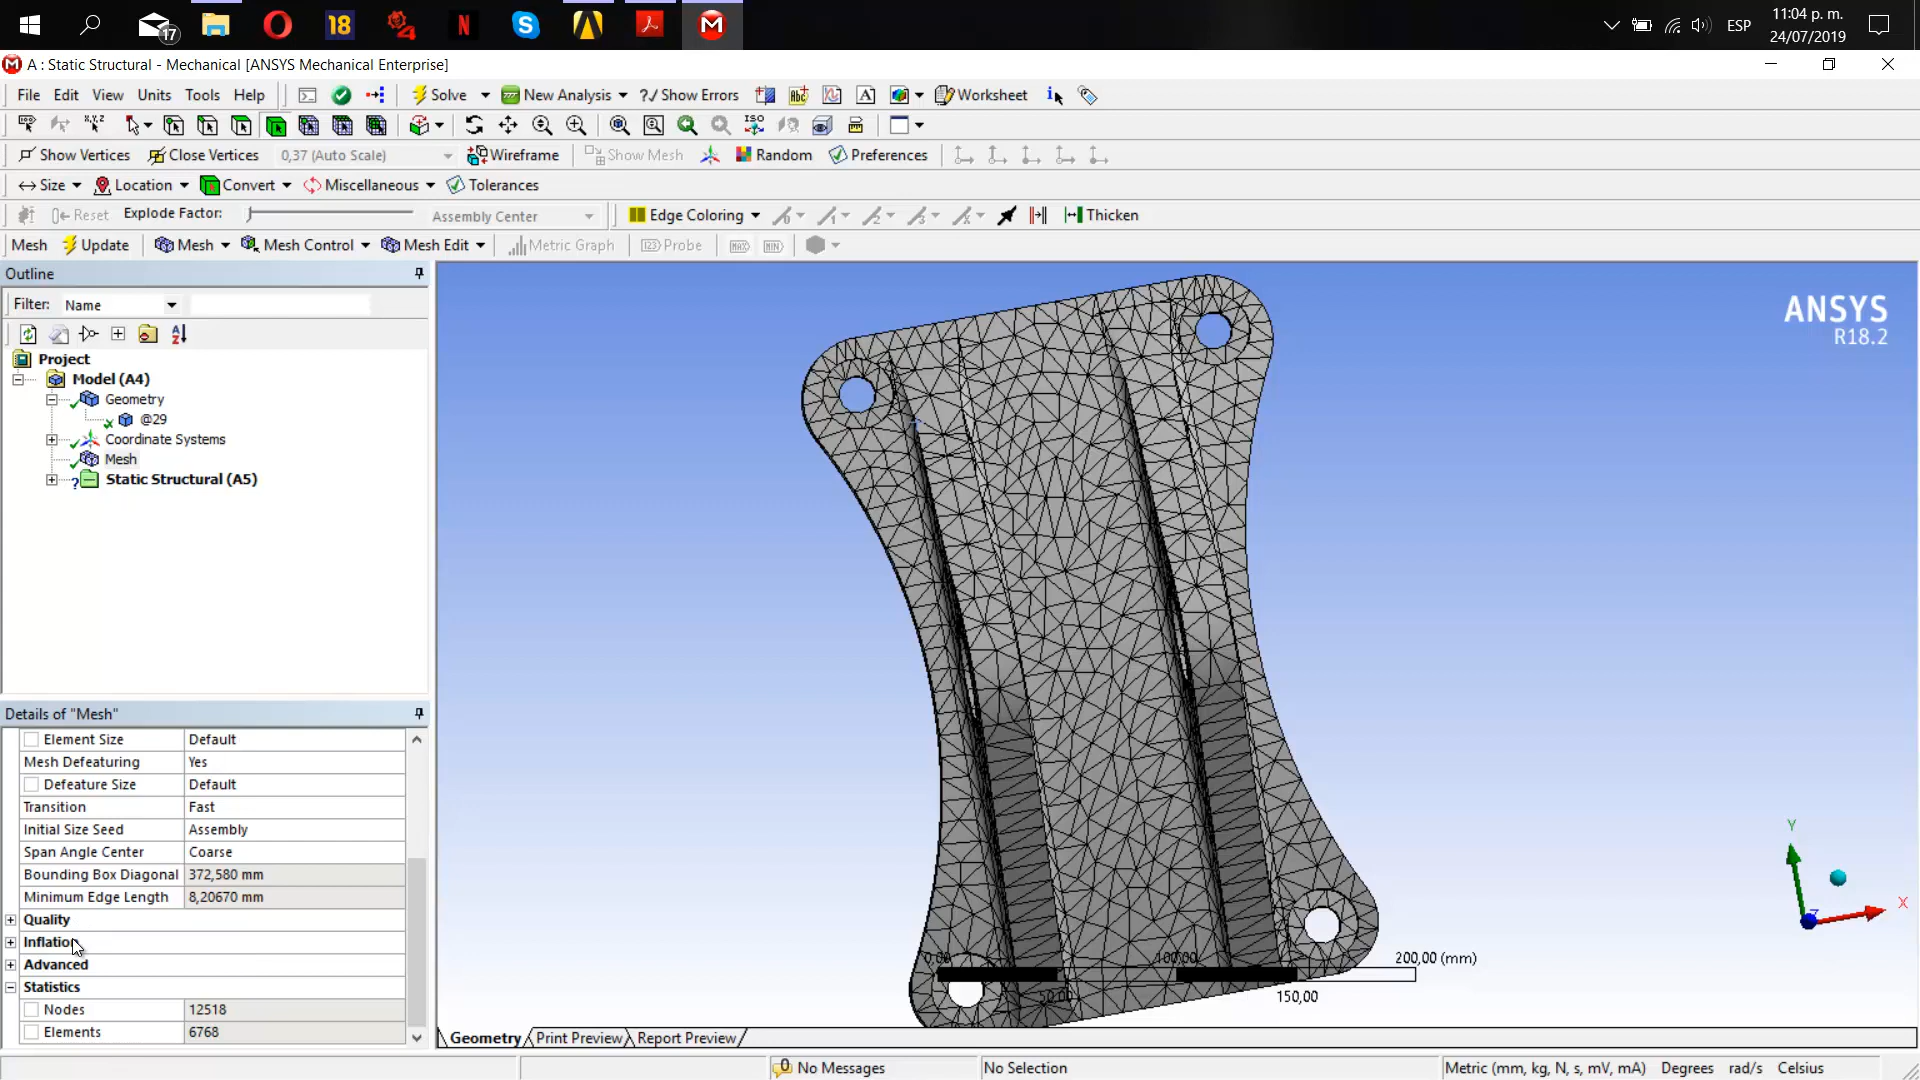 17
18
4
N
S
M
ESP
11:04 p. m.
24/07/2019
A : Static Structural - Mechanical [ANSYS Mechanical Enterprise]
File Edit View Units Tools Help Solve New Analysis ?/ Show Errors Worksheet
ISO
Show Vertices Close Vertices 0,37 (Auto Scale) Wireframe Show Mesh Random Preferences
Size Location Convert Miscellaneous Tolerances
Reset Explode Factor: Assembly Center Edge Coloring Thicken
Mesh Update Mesh Mesh Control Mesh Edit Metric Graph Probe MAX MIN
Outline
Filter: Name
Project
Model (A4)
Geometry
@29
Coordinate Systems
Mesh
Static Structural (A5)
Details of "Mesh"
Element Size Default
Mesh Defeaturing Yes
Defeature Size Default
Transition Fast
Initial Size Seed Assembly
Span Angle Center Coarse
Bounding Box Diagonal 372,580 mm
Minimum Edge Length 8,20670 mm
Quality
Inflation
Advanced
Statistics
Nodes 12518
Elements 6768
ANSYS
R18.2
Y
X
Z
0,00 100,00 200,00 (mm)
50,00 150,00
Geometry Print Preview Report Preview
No Messages No Selection Metric (mm, kg, N, s, mV, mA) Degrees rad/s Celsius